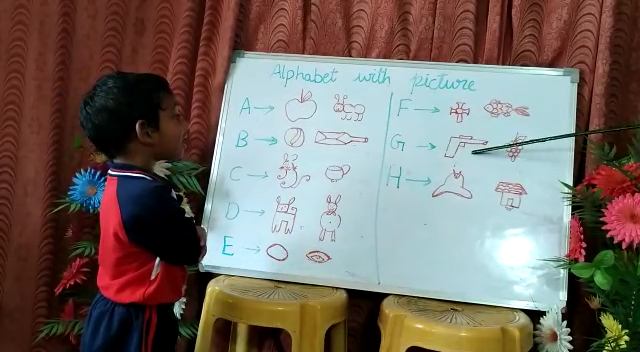 Alphabet with picture
A →
B →
C →
D →
E →
F →
G →
H →